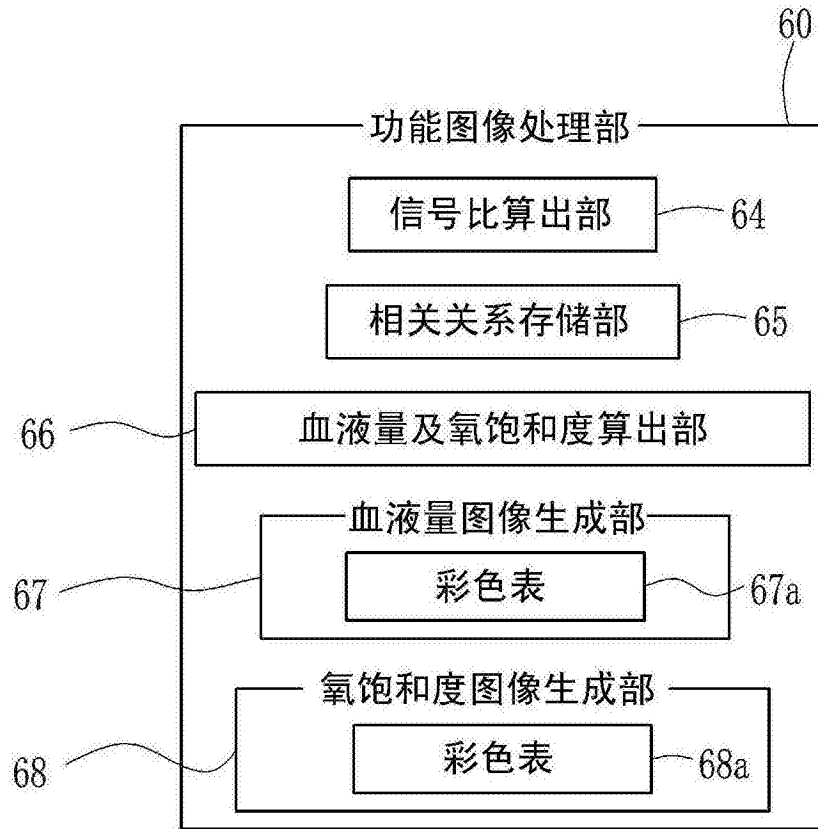 60
功能图像处理部
信号比算出部
64
相关关系存储部
65
血液量及氧饱和度算出部
66
血液量图像生成部
彩色表
67
67a
氧饱和度图像生成部
彩色表
68
68a